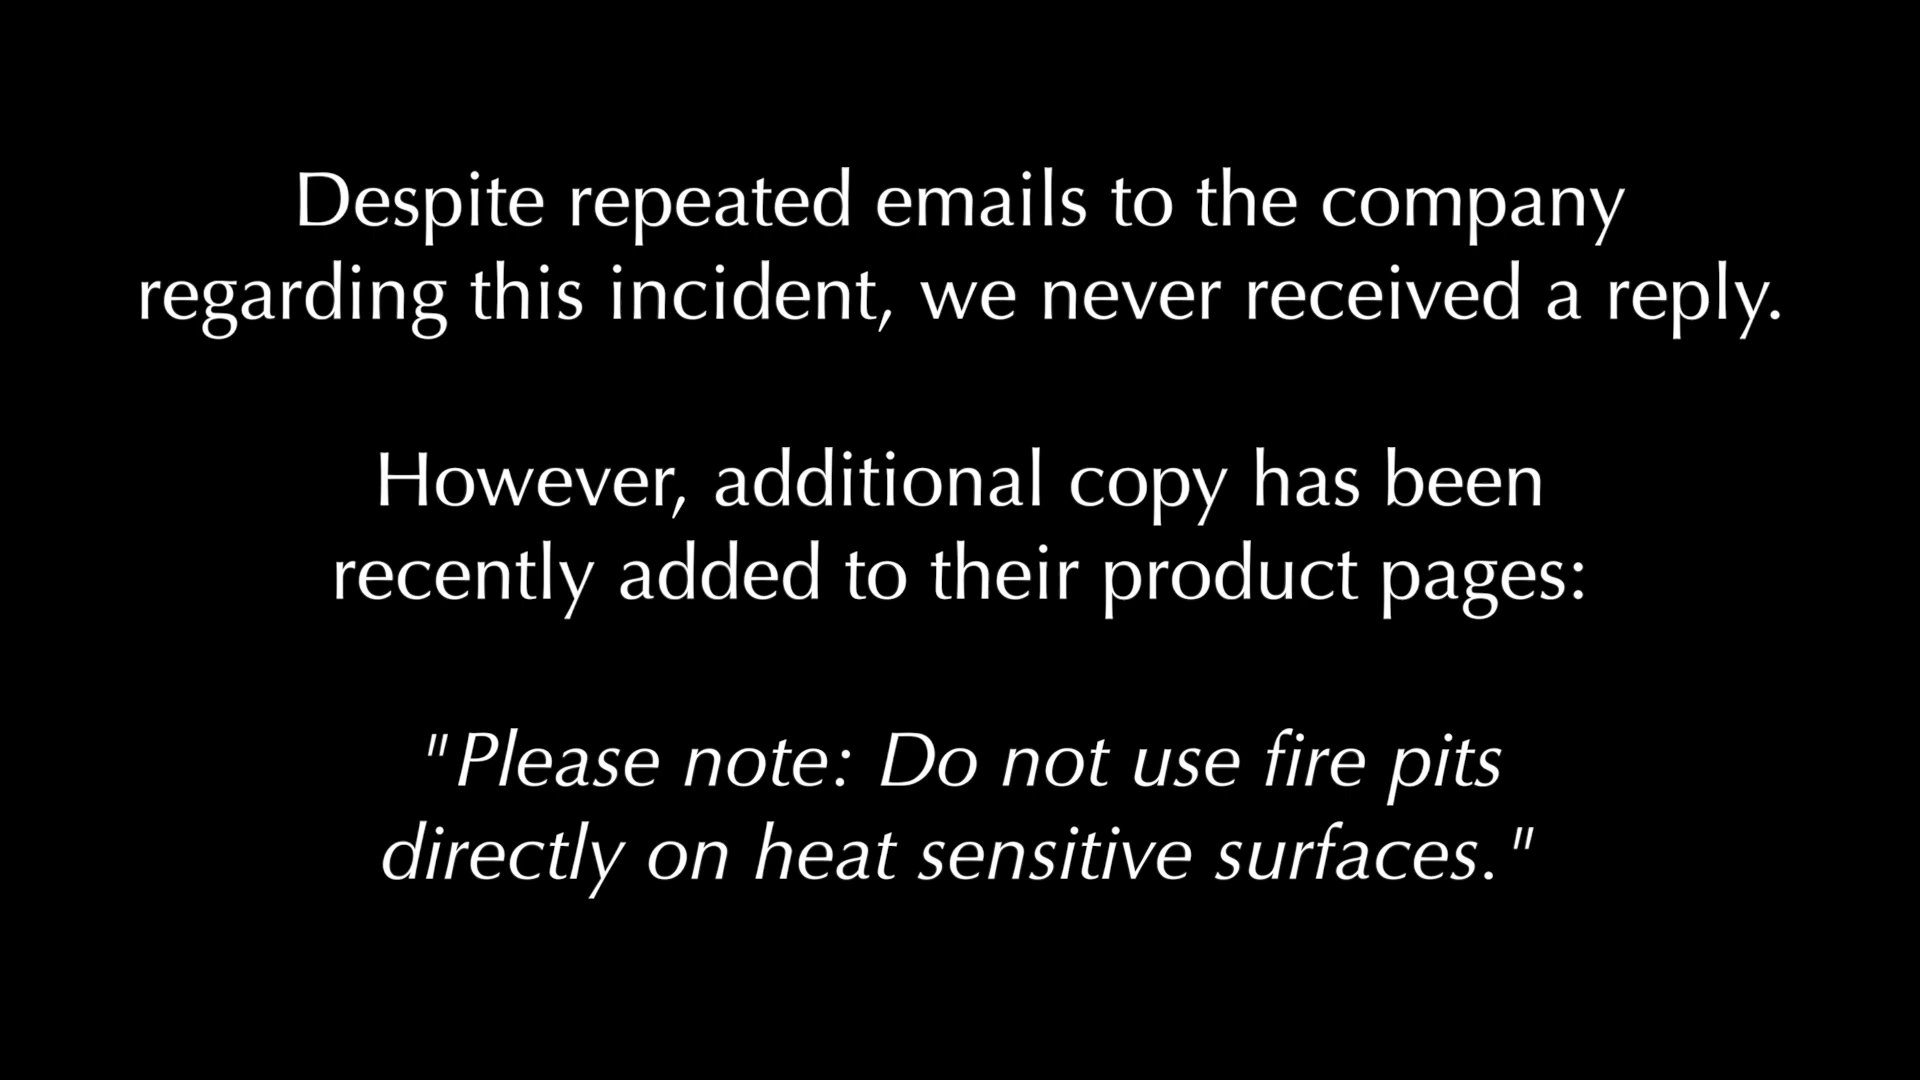 Despite repeated emails to the company
regarding this incident, we never received a reply.
However, additional copy has been
recently added to their product pages:
"Please note: Do not use fire pits
directly on heat sensitive surfaces."